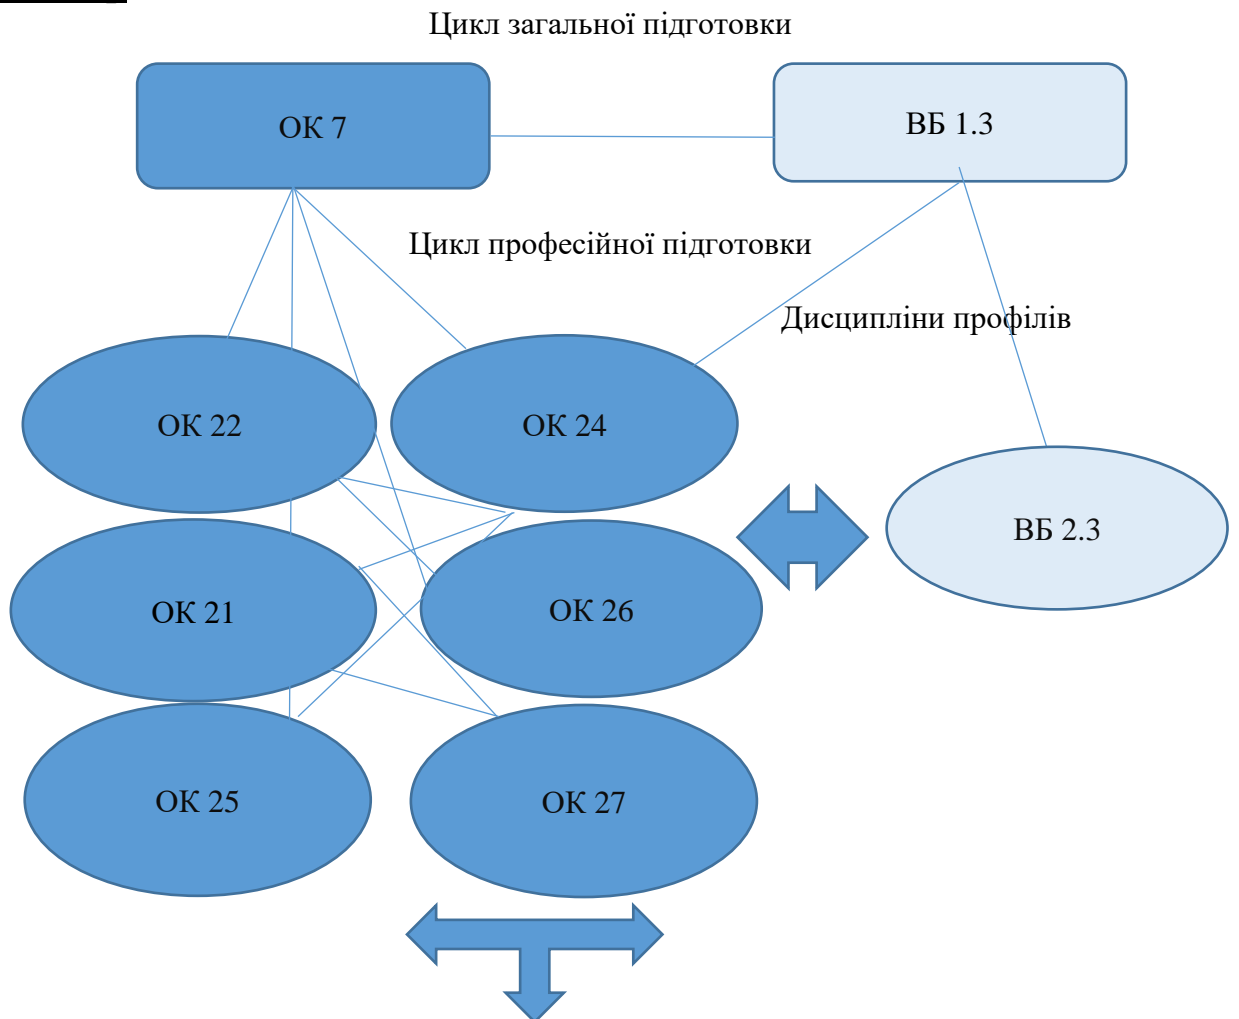 Цикл загальної підготовки
ОК 7
ВБ 1.3
Цикл професійної підготовки
Дисципліни профілів
ОК 22
ОК 24
ВБ 2.3
ОК 21
ОК 26
ОК 25
ОК 27